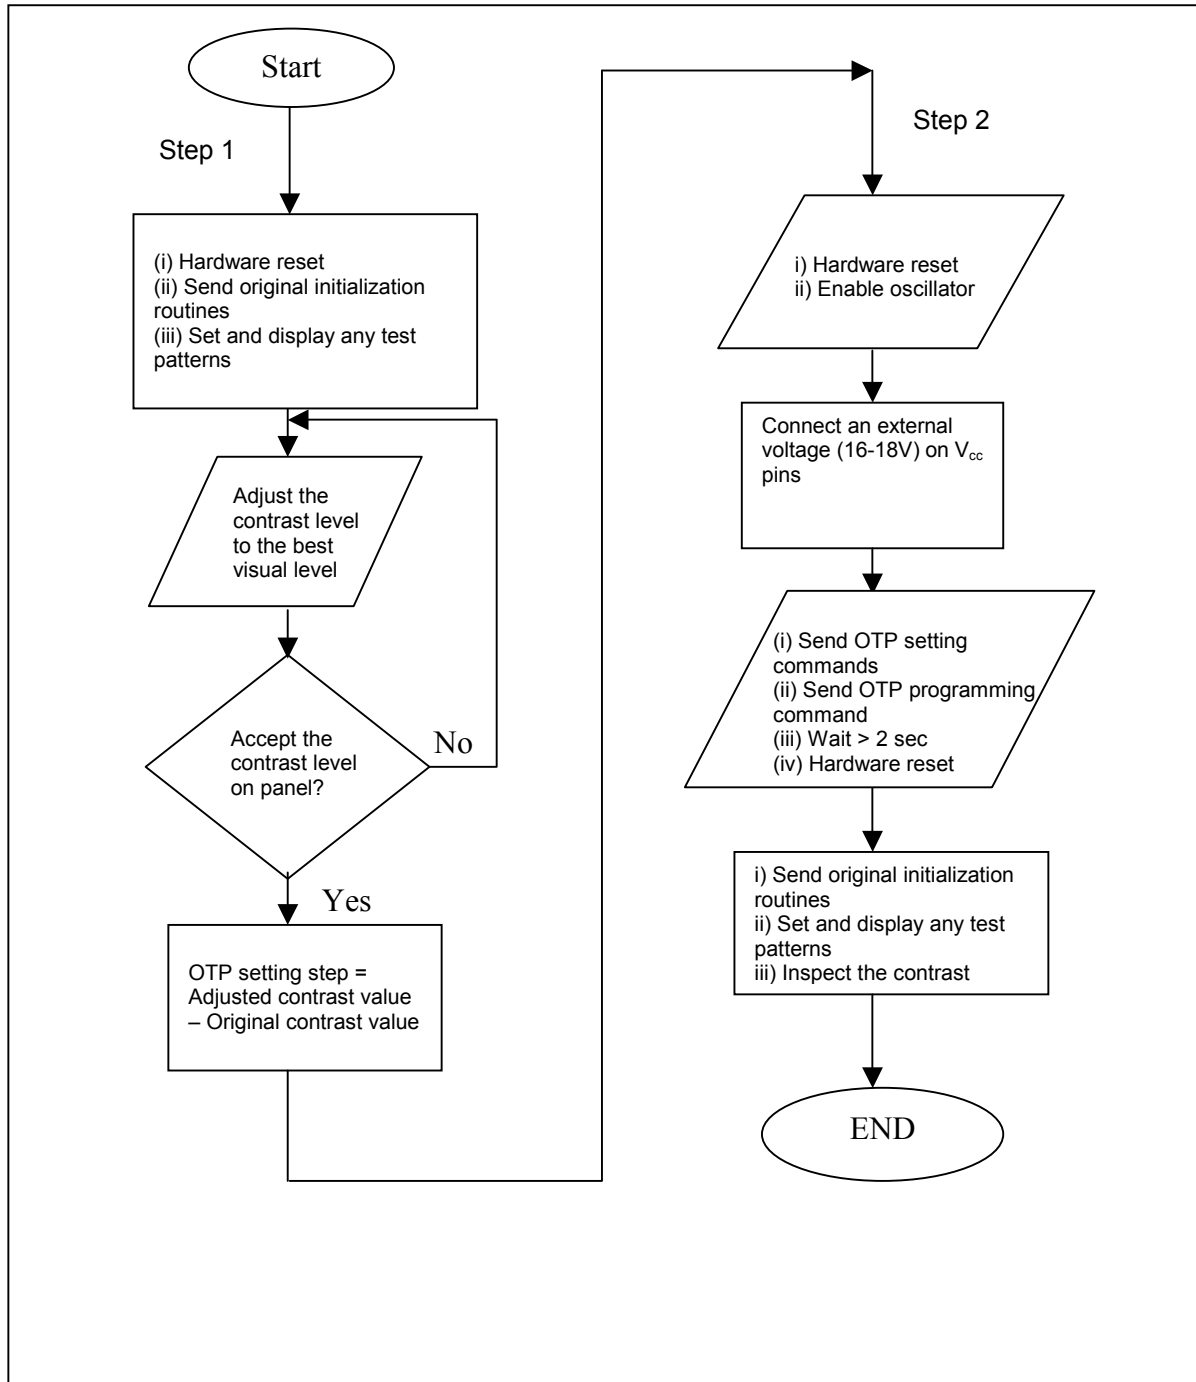 Start
Step 1
(i) Hardware reset
(ii) Send original initialization
routines
(iii) Set and display any test
patterns
Adjust the
contrast level
to the best
visual level
Accept the
contrast level
on panel?
No
Yes
OTP setting step =
Adjusted contrast value
– Original contrast value
Step 2
i) Hardware reset
ii) Enable oscillator
Connect an external
voltage (16-18V) on Vcc
pins
(i) Send OTP setting
commands
(ii) Send OTP programming
command
(iii) Wait > 2 sec
(iv) Hardware reset
i) Send original initialization
routines
ii) Set and display any test
patterns
iii) Inspect the contrast
END